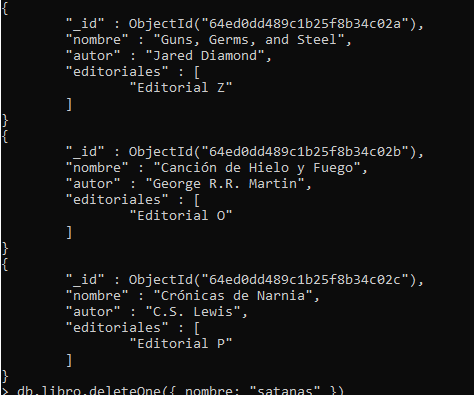 {
"_id" : ObjectId("64ed0dd489c1b25f8b34c02a"),
"nombre" : "Guns, Germs, and Steel",
"autor" : "Jared Diamond",
"editoriales" : [
"Editorial Z"
]
}
{
"_id" : ObjectId("64ed0dd489c1b25f8b34c02b"),
"nombre" : "Canción de Hielo y Fuego",
"autor" : "George R.R. Martin",
"editoriales" : [
"Editorial O"
]
}
{
"_id" : ObjectId("64ed0dd489c1b25f8b34c02c"),
"nombre" : "Crónicas de Narnia",
"autor" : "C.S. Lewis",
"editoriales" : [
"Editorial P"
]
}
> db.libro.deleteOne({ nombre: "satanas" })